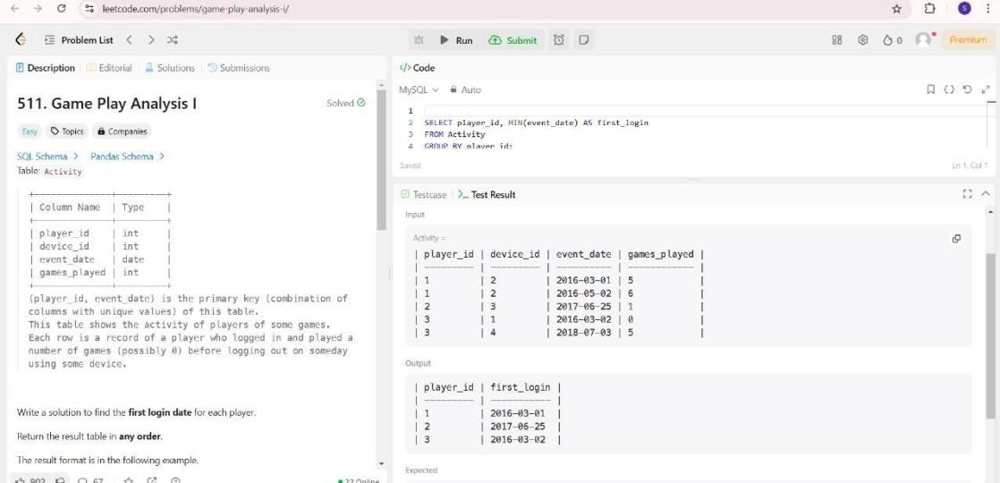 leetcode.com/problems/game-play-analysis-i/
S
Problem List
Run
Submit
0
Premium
Description
Editorial
Solutions
Submissions
511. Game Play Analysis I
Solved
Easy
Topics
Companies
SQL Schema >
Pandas Schema >
Table: Activity
| Column Name | Type |
| player_id | int |
| device_id | int |
| event_date | date |
| games_played | int |
(player_id, event_date) is the primary key (combination of
columns with unique values) of this table.
This table shows the activity of players of some games.
Each row is a record of a player who logged in and played a
number of games (possibly 0) before logging out on someday
using some device.
Write a solution to find the first login date for each player.
Return the result table in any order.
The result format is in the following example.
902
67
22 Online
</> Code
MySQL
Auto
1
2 SELECT player_id, MIN(event_date) AS first_login
3 FROM Activity
4 GROUP BY player_id;
Saved
Ln 1, Col 1
Testcase
>_ Test Result
Input
Activity =
| player_id | device_id | event_date | games_played |
| 1 | 2 | 2016-03-01 | 5 |
| 1 | 2 | 2016-05-02 | 6 |
| 2 | 3 | 2017-06-25 | 1 |
| 3 | 1 | 2016-03-02 | 0 |
| 3 | 4 | 2018-07-03 | 5 |
Output
| player_id | first_login |
| 1 | 2016-03-01 |
| 2 | 2017-06-25 |
| 3 | 2016-03-02 |
Expected